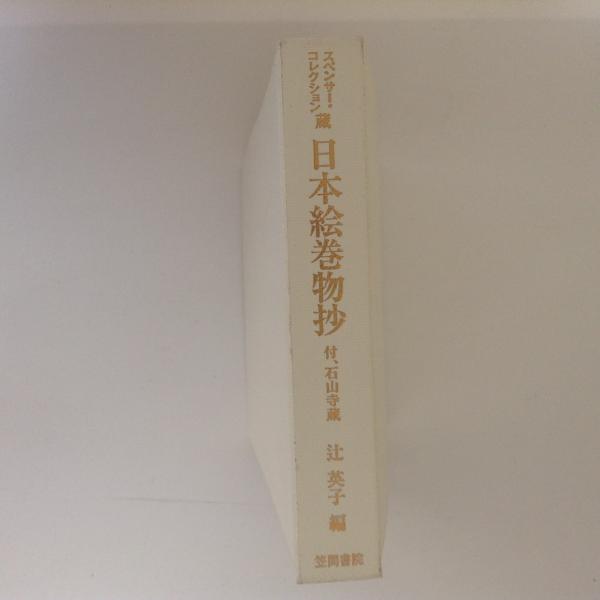 スペンサー・
コレクション
蔵
日本絵巻物抄
付、石山寺蔵
辻英子編
笠間書院